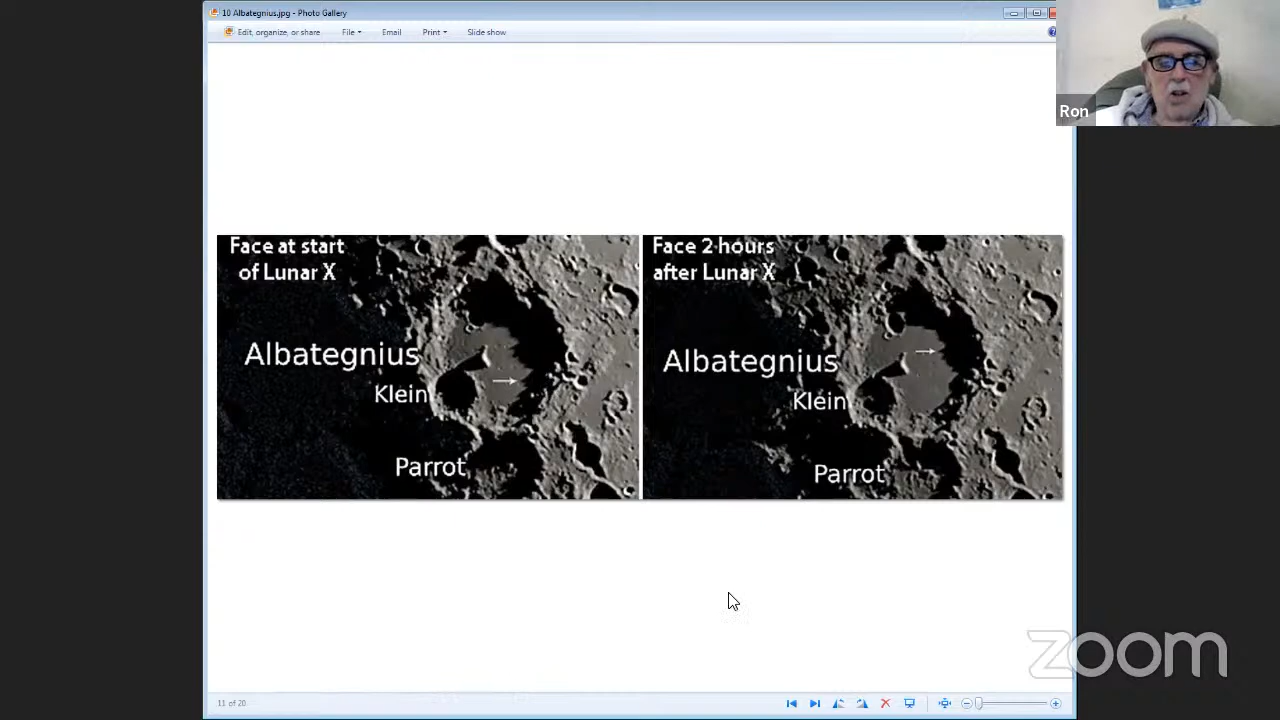 10 Albategnius.jpg - Photo Gallery
Edit, organize, or share File Email Print Slide show
Ron
Face at start
of Lunar X
Albategnius
Klein
Parrot
Face 2 hours
after Lunar X
Albategnius
Klein
Parrot
zoom
11 of 20